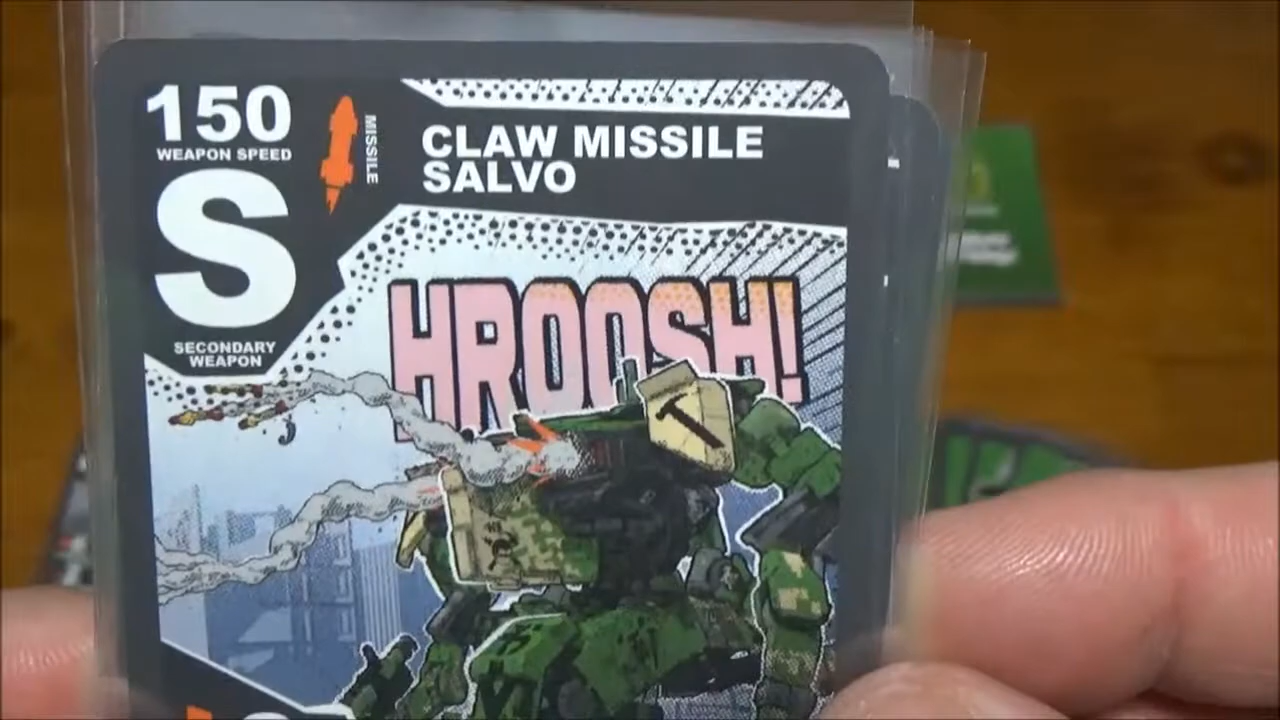 150
WEAPON SPEED
MISSILE
CLAW MISSILE
SALVO
S
SECONDARY
WEAPON
HROOSH!